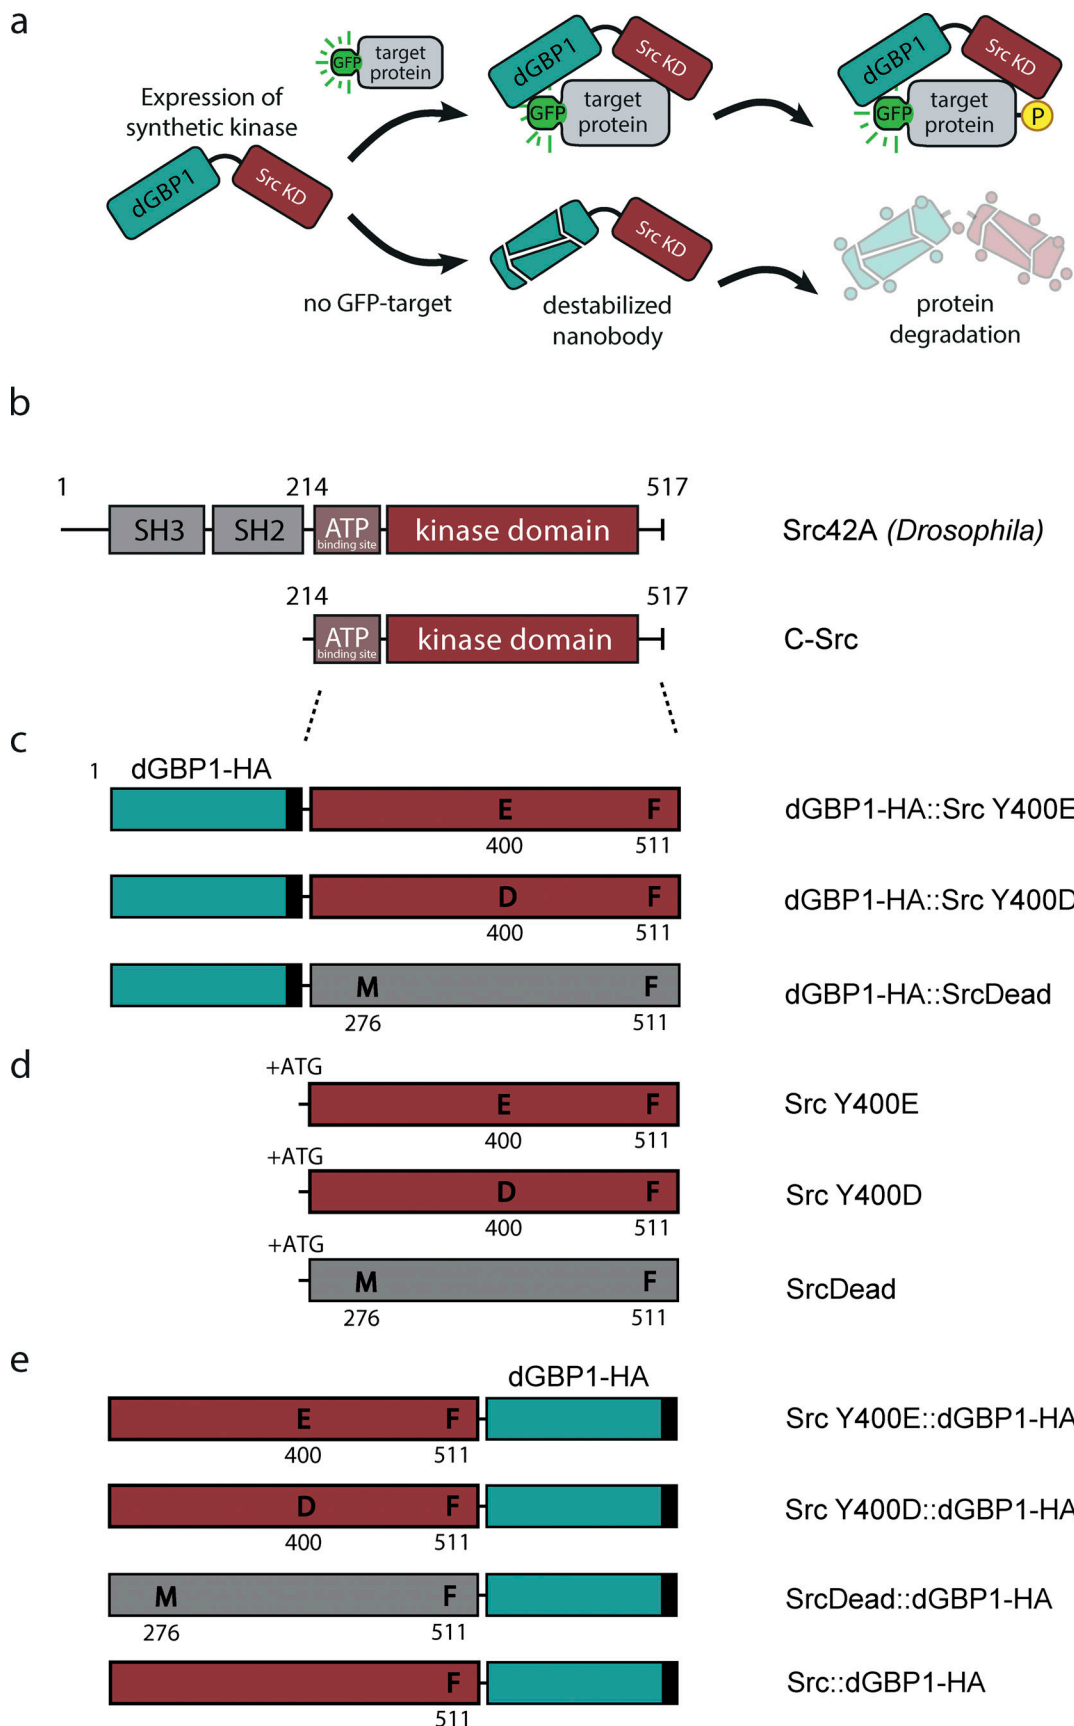 a
Expression of
synthetic kinase
dGBP1
Src KD
GFP
target
protein
dGBP1
Src KD
GFP
target
protein
dGBP1
Src KD
GFP
target
protein
P
no GFP-target
Src KD
destabilized
nanobody
protein
degradation
b
1
214
517
SH3
SH2
ATP
binding site
kinase domain
Src42A (Drosophila)
214
517
ATP
binding site
kinase domain
C-Src
c
1
dGBP1-HA
E
F
400
511
dGBP1-HA::Src Y400E
D
F
400
511
dGBP1-HA::Src Y400D
M
F
276
511
dGBP1-HA::SrcDead
d
+ATG
E
F
400
511
Src Y400E
+ATG
D
F
400
511
Src Y400D
+ATG
M
F
276
511
SrcDead
e
dGBP1-HA
E
F
400
511
Src Y400E::dGBP1-HA
D
F
400
511
Src Y400D::dGBP1-HA
M
F
276
511
SrcDead::dGBP1-HA
F
511
Src::dGBP1-HA